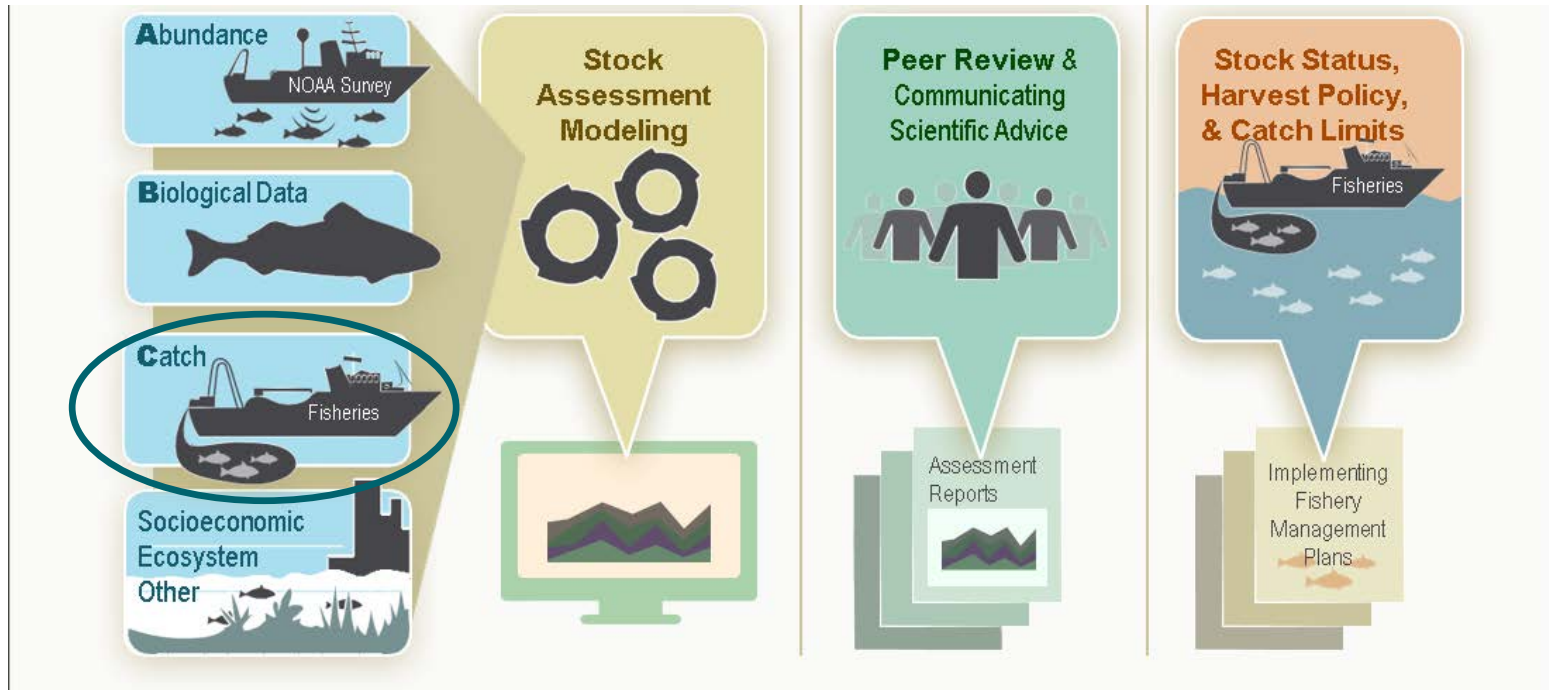 Abundance
NOAA Survey
Biological Data
Catch
Fisheries
Socioeconomic
Ecosystem
Other
Stock
Assessment
Modeling
Peer Review &
Communicating
Scientific Advice
Assessment
Reports
Stock Status,
Harvest Policy,
& Catch Limits
Fisheries
Implementing
Fishery
Management
Plans